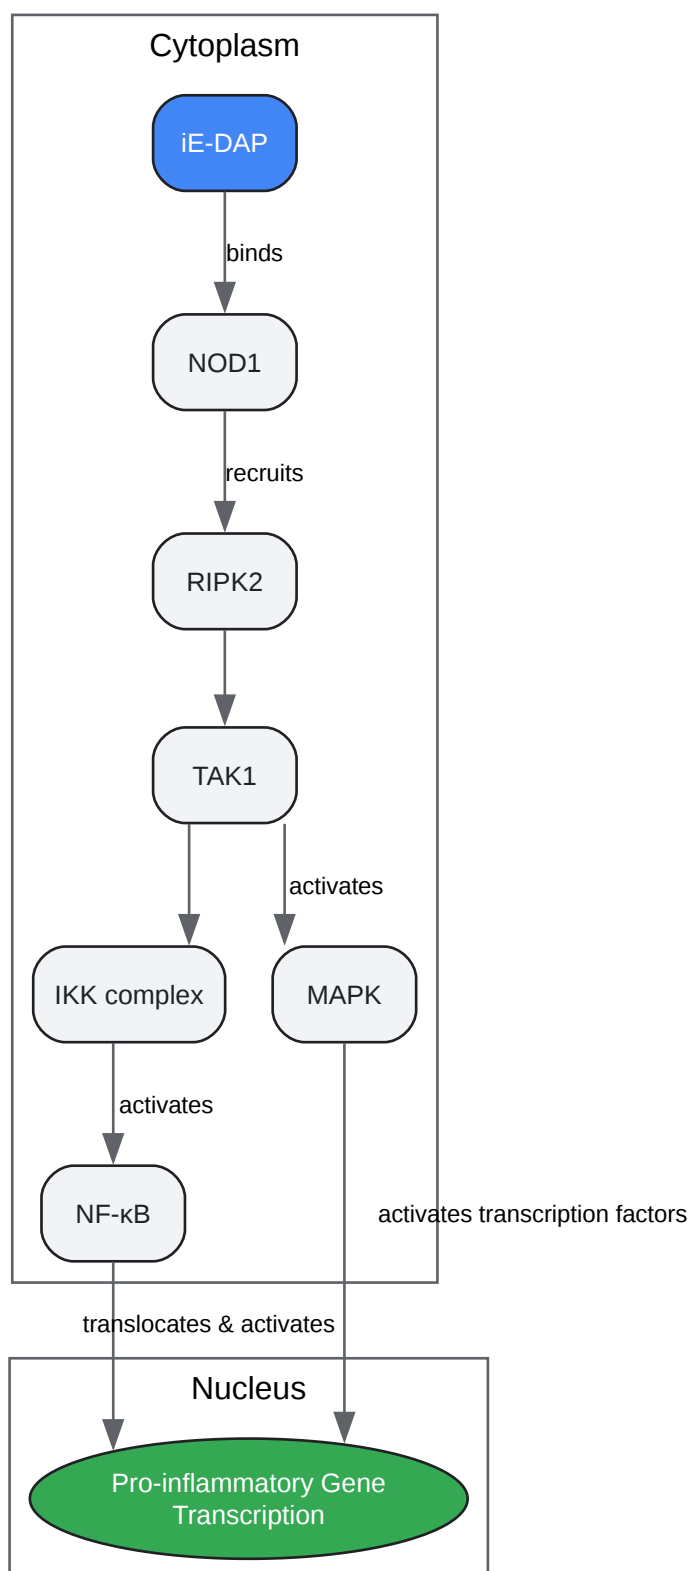 Cytoplasm
iE-DAP
binds
NOD1
recruits
RIPK2
TAK1
activates
IKK complex
MAPK
activates
NF-κB
activates transcription factors
translocates & activates
Nucleus
Pro-inflammatory Gene
Transcription